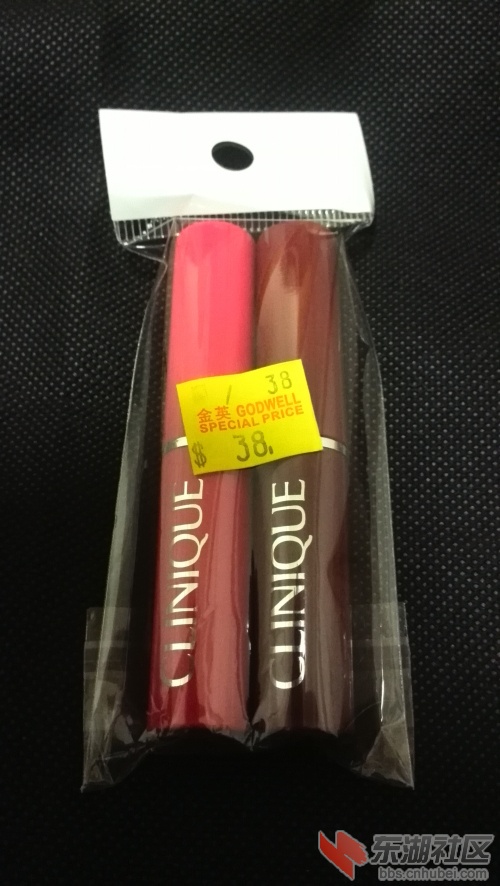 38
金英 GODWELL
SPECIAL PRICE
$ 38.
CLINIQUE
CLINIQUE
东湖社区
bbs.cnhubei.com